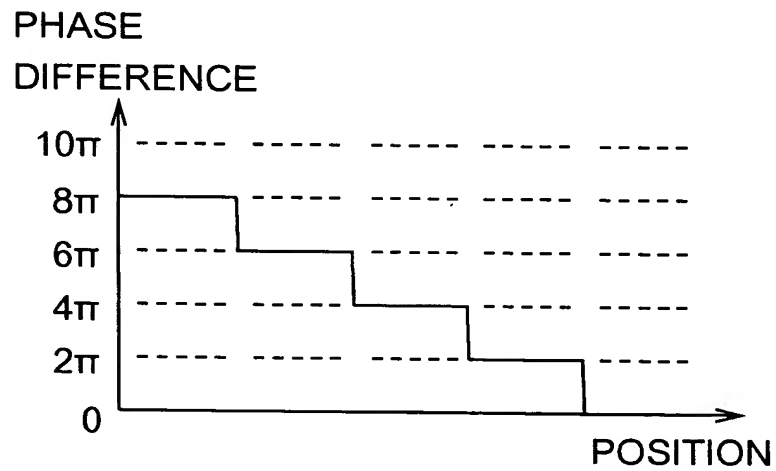 PHASE
DIFFERENCE
10π
8π
6π
4π
2π
0
POSITION